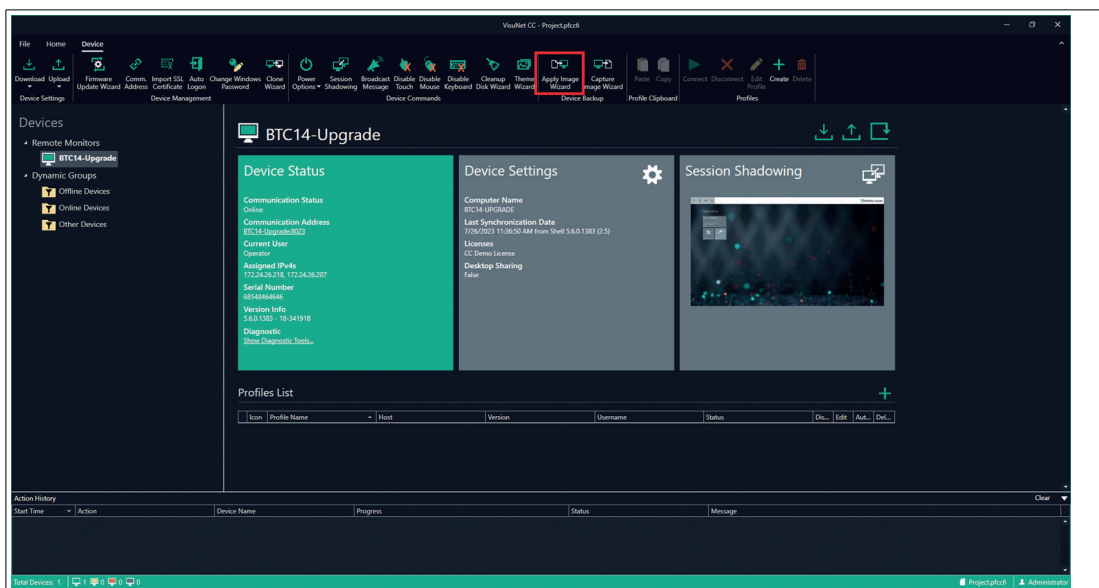 VisuNet CC - Project.pfcc6
File Home Device
Download Upload Firmware Update Wizard Comm. Address Import SSL Certificate Auto Logon Change Windows Password Clone Wizard Power Options Session Shadowing Broadcast Message Disable Touch Disable Mouse Disable Keyboard Cleanup Disk Wizard Theme Wizard Apply Image Wizard Capture Image Wizard Paste Copy Connect Disconnect Edit Profile Create Delete
Device Settings Device Management Device Commands Device Backup Profile Clipboard Profiles
Devices
Remote Monitors
BTC14-Upgrade
Dynamic Groups
Offline Devices
Online Devices
Other Devices
BTC14-Upgrade
Device Status
Communication Status
Online
Communication Address
BTC14-Upgrade:8023
Current User
Operator
Assigned IPv4s
172.24.26.218, 172.24.26.207
Serial Number
68548464646
Version Info
5.6.0.1383 - 18-341918
Diagnostic
Show Diagnostic Tools...
Device Settings
Computer Name
BTC14-UPGRADE
Last Synchronization Date
7/26/2023 11:36:50 AM from Shell 5.6.0.1383 (2.5)
Licenses
CC Demo License
Desktop Sharing
False
Session Shadowing
Profiles List
Icon Profile Name Host Version Username Status Dis... Edit Aut... Del...
Action History Clear
Start Time Action Device Name Progress Status Message
Total Devices: 1 1 0 0 0 Project.pfcc6 Administrator